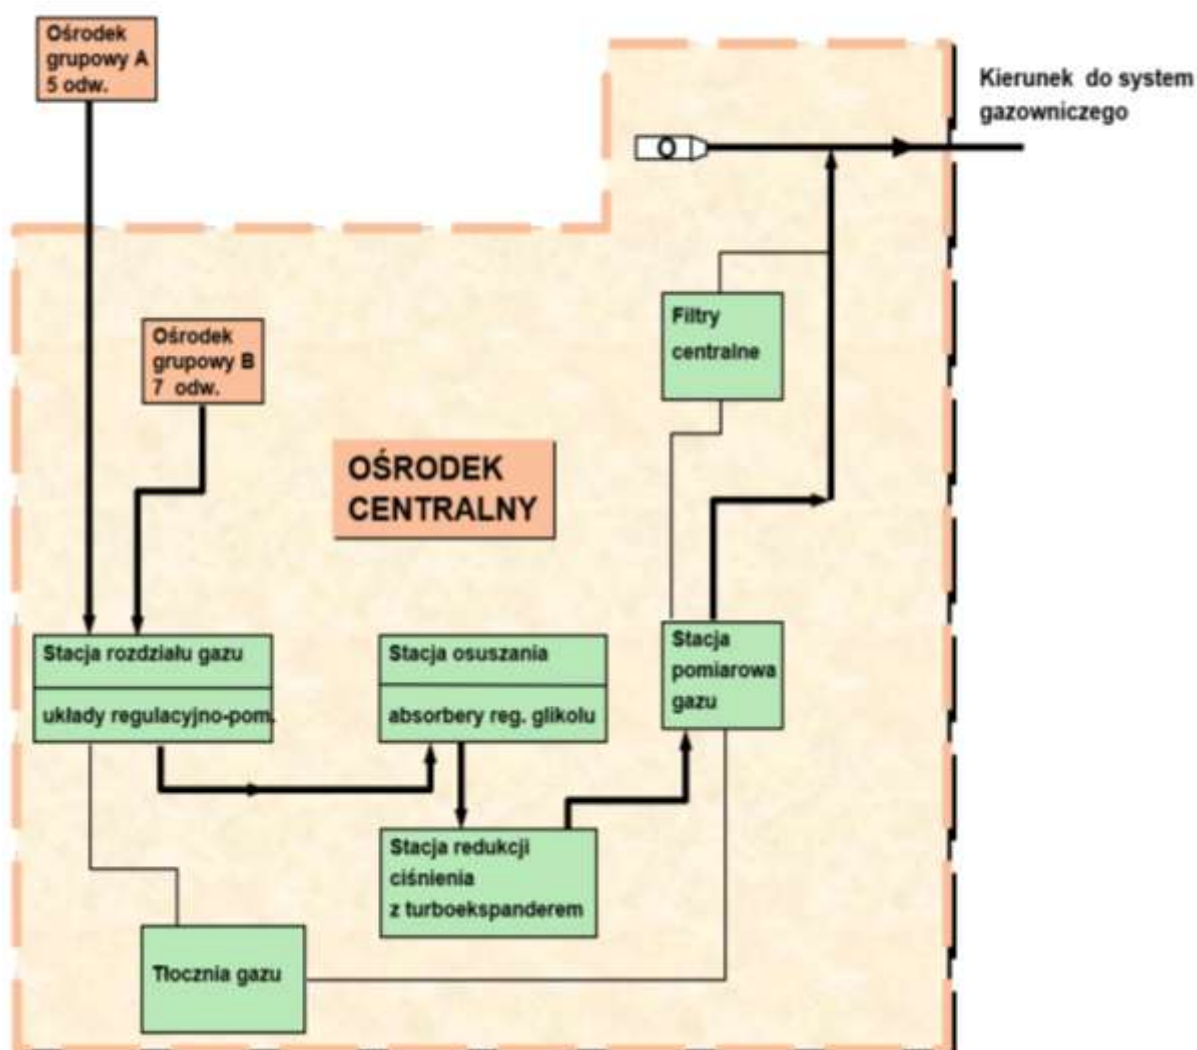 Ośrodek
grupowy A
5 odw.
Kierunek do system
gazowniczego
Ośrodek
grupowy B
7 odw.
Filtry
centralne
OŚRODEK
CENTRALNY
Stacja rozdziału gazu
układy regulacyjno-pom.
Stacja osuszania
absorbery reg. glikolu
Stacja
pomiarowa
gazu
Stacja redukcji
ciśnienia
z turboekspanderem
Tłocznia gazu